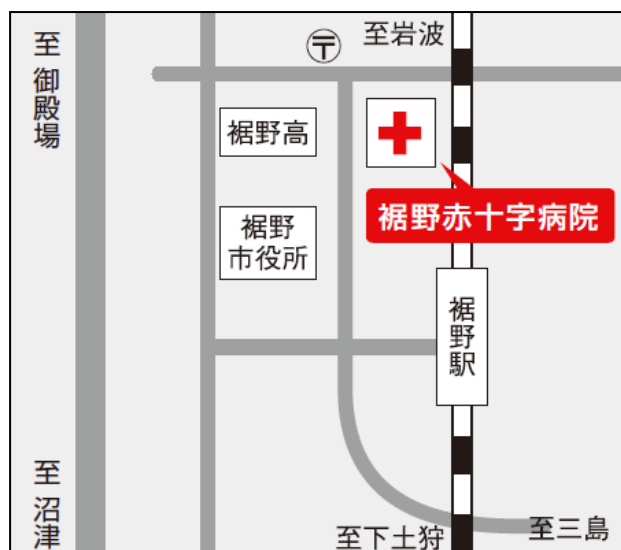 至御殿場
〒
至岩波
裾野高
裾野赤十字病院
裾野
市役所
裾野駅
至沼津
至下土狩
至三島